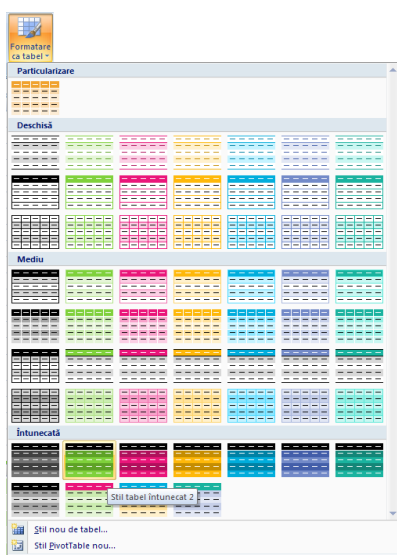 Formatare
ca tabel
Particularizare
Deschisă
Mediu
Întunecată
Stil tabel întunecat 2
Stil nou de tabel...
Stil PivotTable nou...